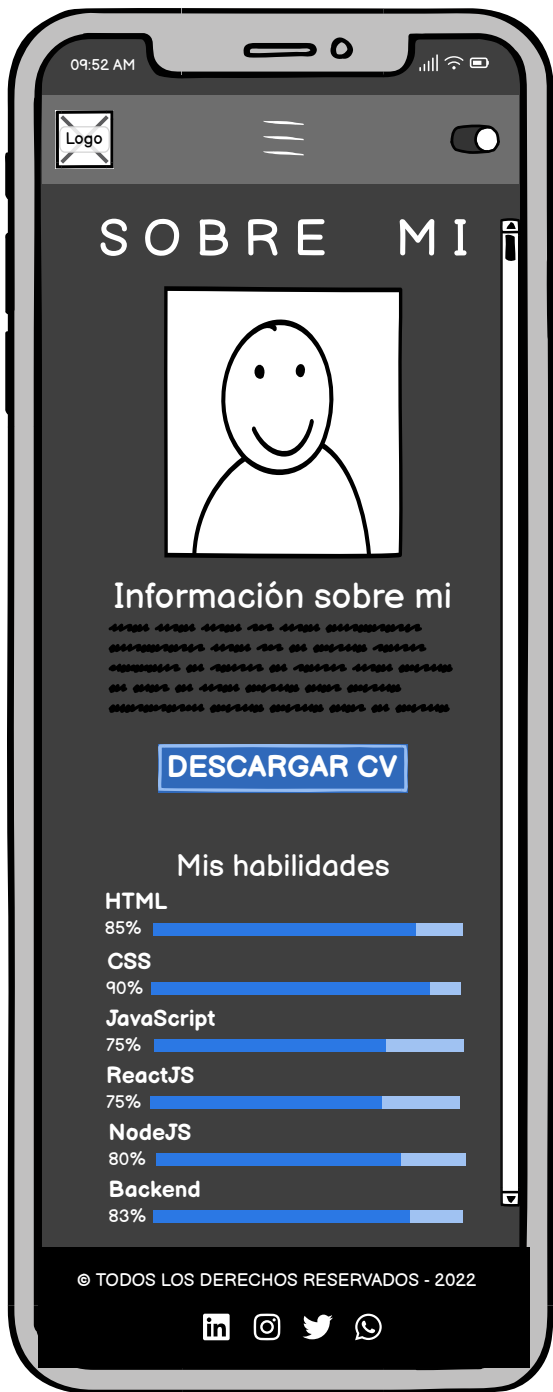 09:52 AM
Logo
SOBRE MI
Información sobre mi
DESCARGAR CV
Mis habilidades
HTML
85%
CSS
90%
JavaScript
75%
ReactJS
75%
NodeJS
80%
Backend
83%
© TODOS LOS DERECHOS RESERVADOS - 2022
in